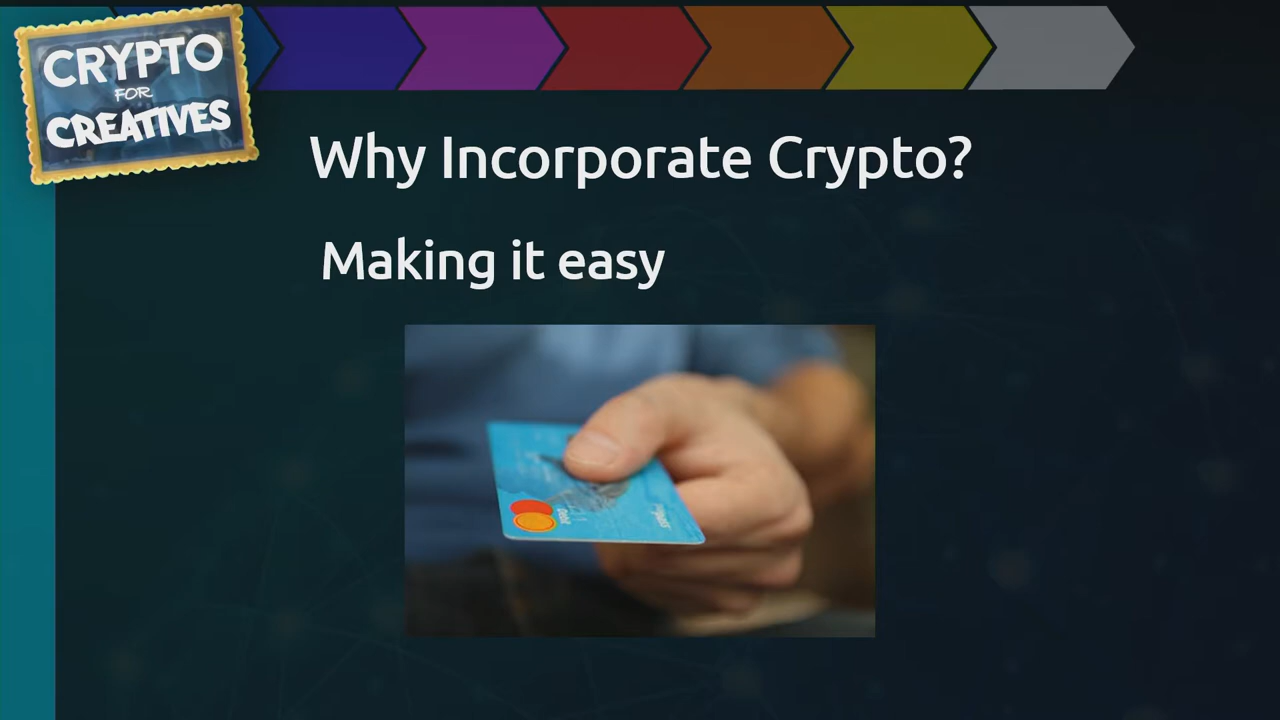 CRYPTO
FOR
CREATIVES
Why Incorporate Crypto?
Making it easy